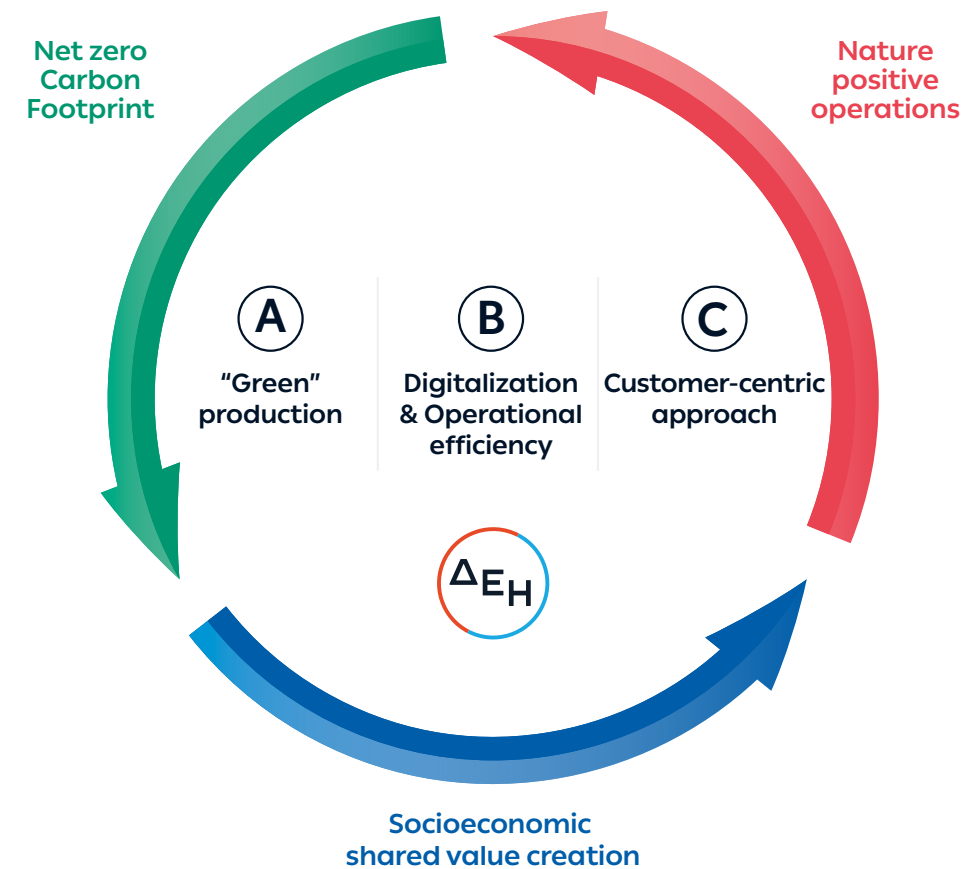 Net zero
Carbon
Footprint
Nature
positive
operations
A
"Green"
production
B
Digitalization
& Operational
efficiency
C
Customer-centric
approach
ΔΕΗ
Socioeconomic
shared value creation